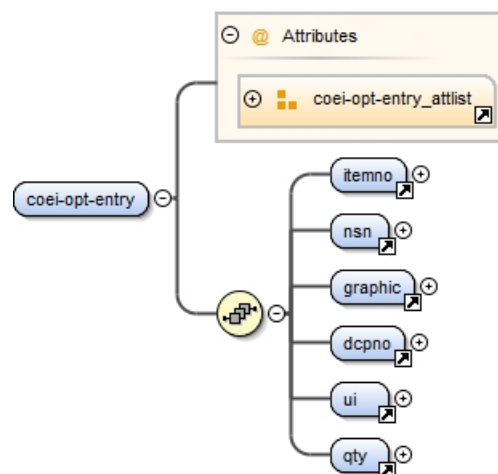 @ Attributes
coei-opt-entry_attlist
itemno
coei-opt-entry
nsn
graphic
dcpno
ui
qty